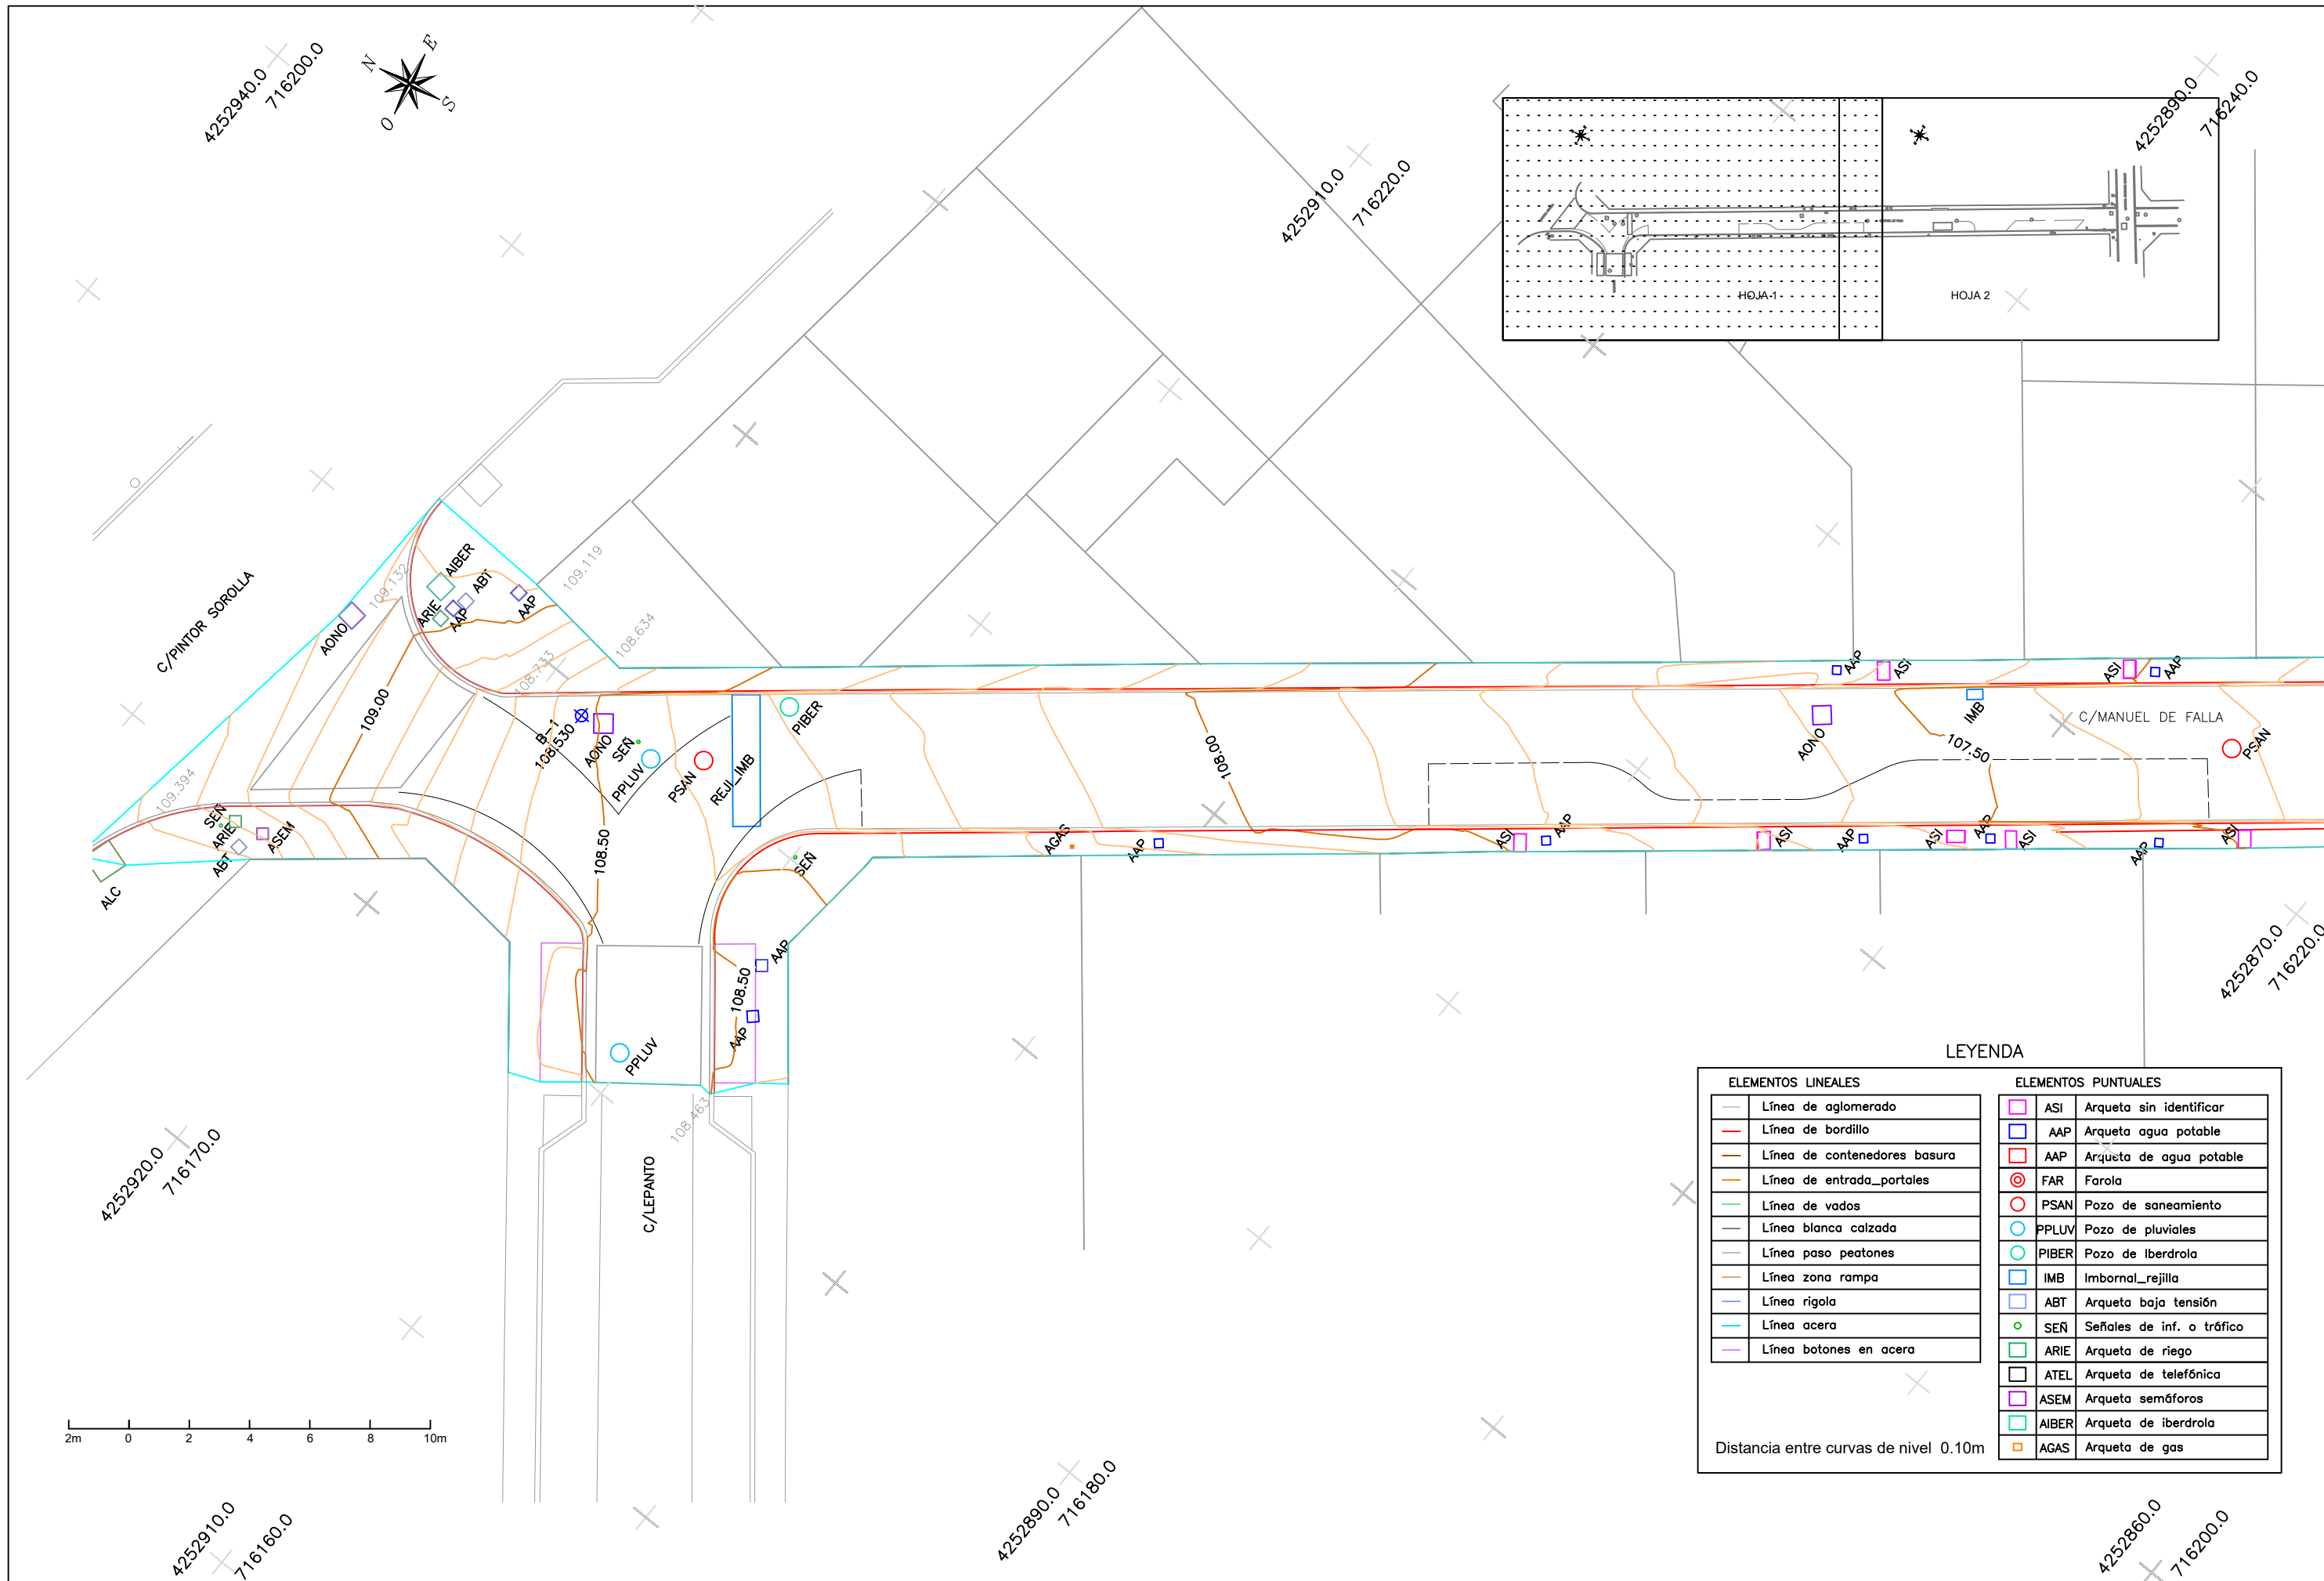 4252940.0
716200.0
N
E
S
O
4252910.0
716220.0
4252890.0
716240.0
HOJA 1
HOJA 2
C/PINTOR SOROLLA
AONO
109.132
AIBER
ABT
ARIE
AAP
AAP
109.119
108.634
108.733
109.00
109.394
SEÑ
ARIE
ABT
ASEM
ALC
B_1
108.530
AONO
SEÑ
PPLUV
PSAN
REJI_IMB
PIBER
108.50
108.00
AAP
ASI
ASI
AAP
AONO
IMB
C/MANUEL DE FALLA
107.50
PSAN
SEÑ
AGAS
AAP
ASI
AAP
ASI
AAP
ASI
AAP
ASI
AAP
ASI
AAP
108.50
AAP
PPLUV
108.463
C/LEPANTO
4252870.0
716220.0
4252920.0
716170.0
4252910.0
716160.0
4252890.0
716180.0
4252860.0
716200.0
2m 0 2 4 6 8 10m
LEYENDA
ELEMENTOS LINEALES
Línea de aglomerado
Línea de bordillo
Línea de contenedores basura
Línea de entrada_portales
Línea de vados
Línea blanca calzada
Línea paso peatones
Línea zona rampa
Línea rigola
Línea acera
Línea botones en acera
Distancia entre curvas de nivel 0.10m
ELEMENTOS PUNTUALES
ASI Arqueta sin identificar
AAP Arqueta agua potable
AAP Arqueta de agua potable
FAR Farola
PSAN Pozo de saneamiento
PPLUV Pozo de pluviales
PIBER Pozo de Iberdrola
IMB Imbornal_rejilla
ABT Arqueta baja tensión
SEÑ Señales de inf. o tráfico
ARIE Arqueta de riego
ATEL Arqueta de telefónica
ASEM Arqueta semáforos
AIBER Arqueta de iberdrola
AGAS Arqueta de gas